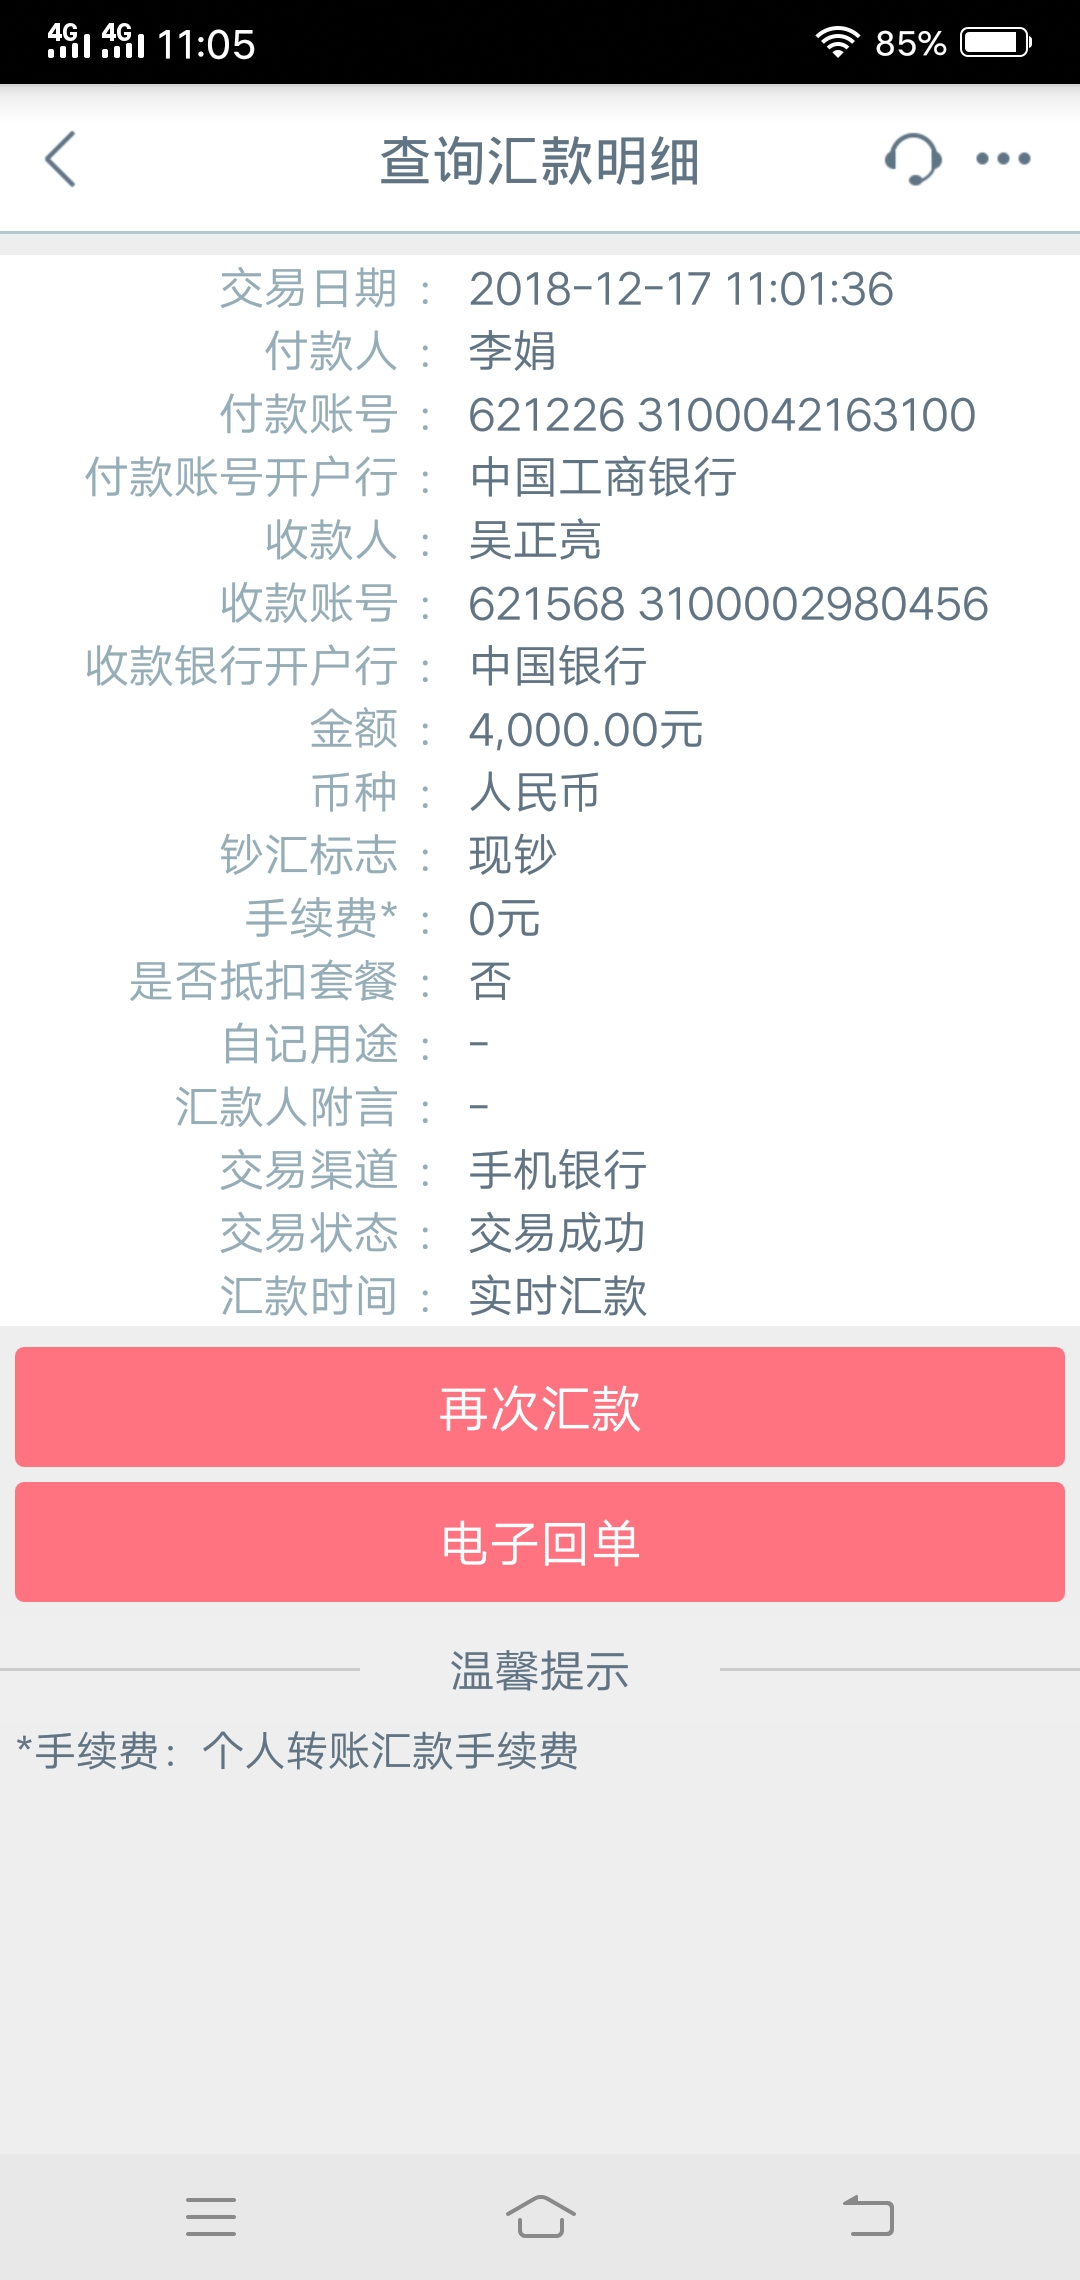 4G 4G 11:05 85%
查询汇款明细
交易日期 : 2018-12-17 11:01:36
付款人 : 李娟
付款账号 : 621226 3100042163100
付款账号开户行 : 中国工商银行
收款人 : 吴正亮
收款账号 : 621568 3100002980456
收款银行开户行 : 中国银行
金额 : 4,000.00元
币种 : 人民币
钞汇标志 : 现钞
手续费* : 0元
是否抵扣套餐 : 否
自记用途 : -
汇款人附言 : -
交易渠道 : 手机银行
交易状态 : 交易成功
汇款时间 : 实时汇款
再次汇款
电子回单
温馨提示
*手续费：个人转账汇款手续费